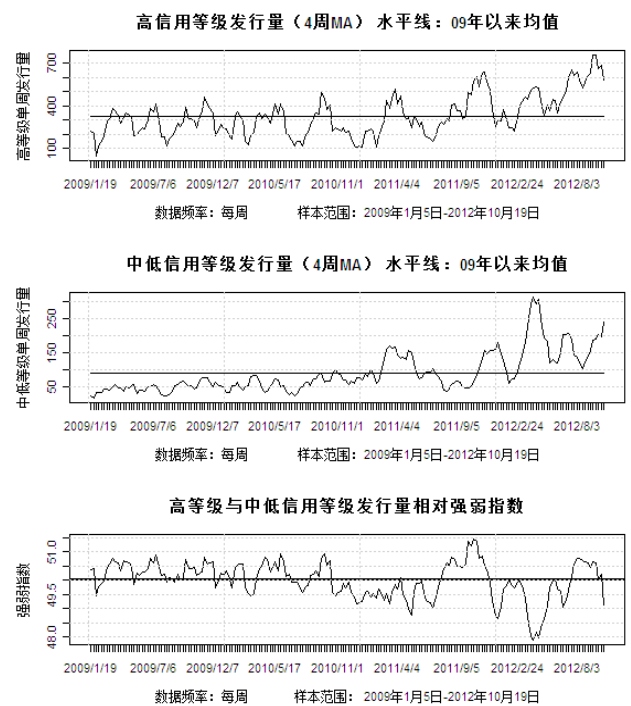 高信用等级发行量（4周MA） 水平线：09年以来均值
高等级单周发行量
700
400
100
2009/1/19 2009/7/6 2009/12/7 2010/5/17 2010/11/1 2011/4/4 2011/9/5 2012/2/24 2012/8/3
数据频率：每周 样本范围：2009年1月5日-2012年10月19日
中低信用等级发行量（4周MA） 水平线：09年以来均值
中低等级单周发行量
250
150
50
2009/1/19 2009/7/6 2009/12/7 2010/5/17 2010/11/1 2011/4/4 2011/9/5 2012/2/24 2012/8/3
数据频率：每周 样本范围：2009年1月5日-2012年10月19日
高等级与中低信用等级发行量相对强弱指数
强弱指数
51.0
49.5
48.0
2009/1/19 2009/7/6 2009/12/7 2010/5/17 2010/11/1 2011/4/4 2011/9/5 2012/2/24 2012/8/3
数据频率：每周 样本范围： 2009年1月5日-2012年10月19日